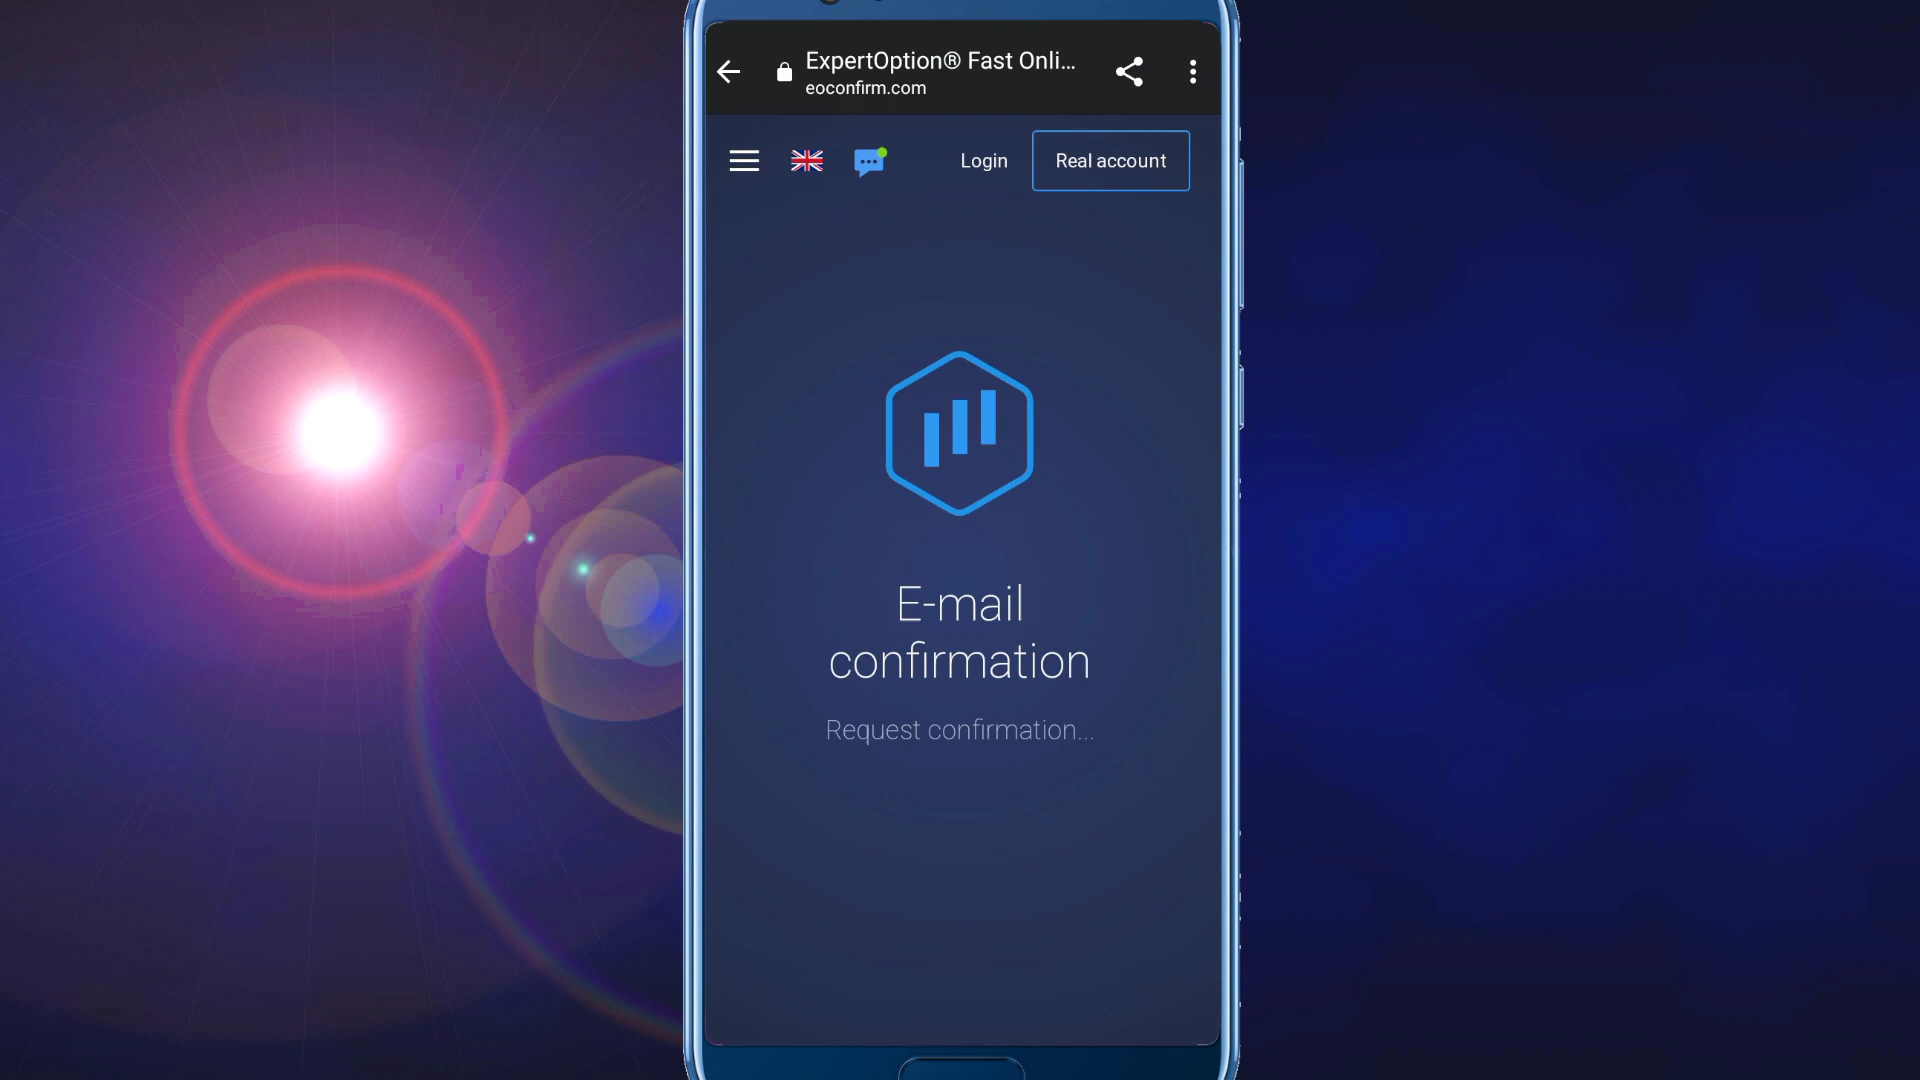 ExpertOption® Fast Onli...
eoconfirm.com
Login
Real account
E-mail
confirmation
Request confirmation...